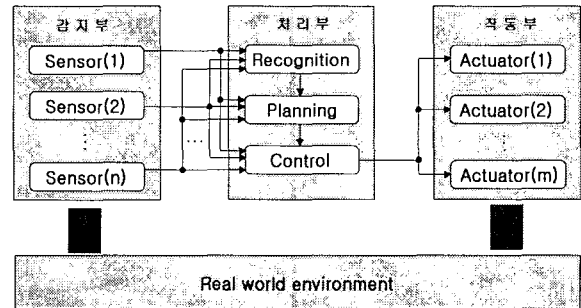 감지부
Sensor(1)
Sensor(2)
⋮
Sensor(n)
...
처리부
Recognition
Planning
Control
작동부
Actuator(1)
Actuator(2)
⋮
Actuator(m)
Real world environment